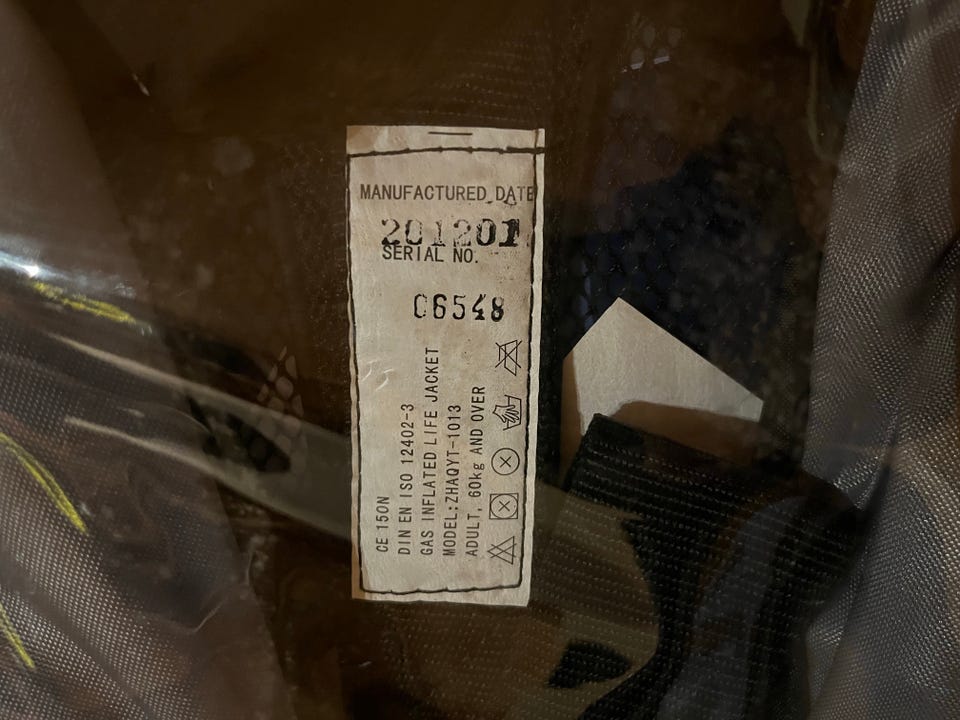 MANUFACTURED DATE
201201
SERIAL NO.
06548
CE 150N
DIN EN ISO 12402-3
GAS INFLATED LIFE JACKET
MODEL:ZHAQYT-1013
ADULT, 60kg AND OVER